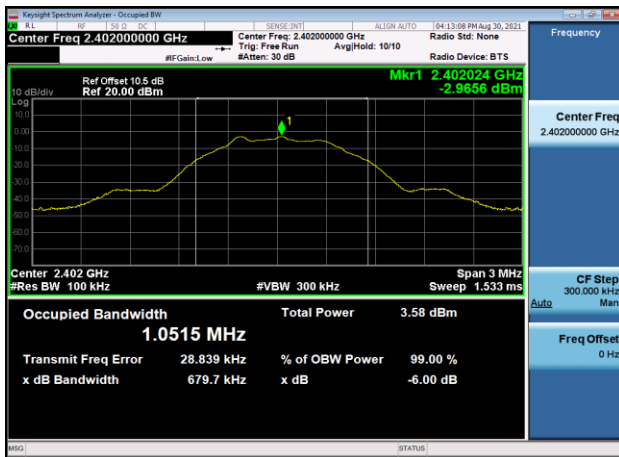 Keysight Spectrum Analyzer - Occupied BW
RL RF 50 Ω DC SENSE:INT ALIGN AUTO 04:13:08 PM Aug 30, 2021
Center Freq 2.402000000 GHz
Center Freq: 2.402000000 GHz
Radio Std: None
Trig: Free Run Avg|Hold: 10/10
#IFGain:Low #Atten: 30 dB Radio Device: BTS
Frequency
Ref Offset 10.5 dB
10 dB/div Ref 20.00 dBm
Mkr1 2.402024 GHz
-2.9656 dBm
Log
10.0
0.00
-10.0
-20.0
-30.0
-40.0
-50.0
-60.0
-70.0
1
Center 2.402 GHz Span 3 MHz
#Res BW 100 kHz #VBW 300 kHz Sweep 1.533 ms
Occupied Bandwidth Total Power 3.58 dBm
1.0515 MHz
Transmit Freq Error 28.839 kHz % of OBW Power 99.00 %
x dB Bandwidth 679.7 kHz x dB -6.00 dB
Center Freq
2.402000000 GHz
CF Step
300.000 kHz
Auto Man
Freq Offset
0 Hz
MSG STATUS